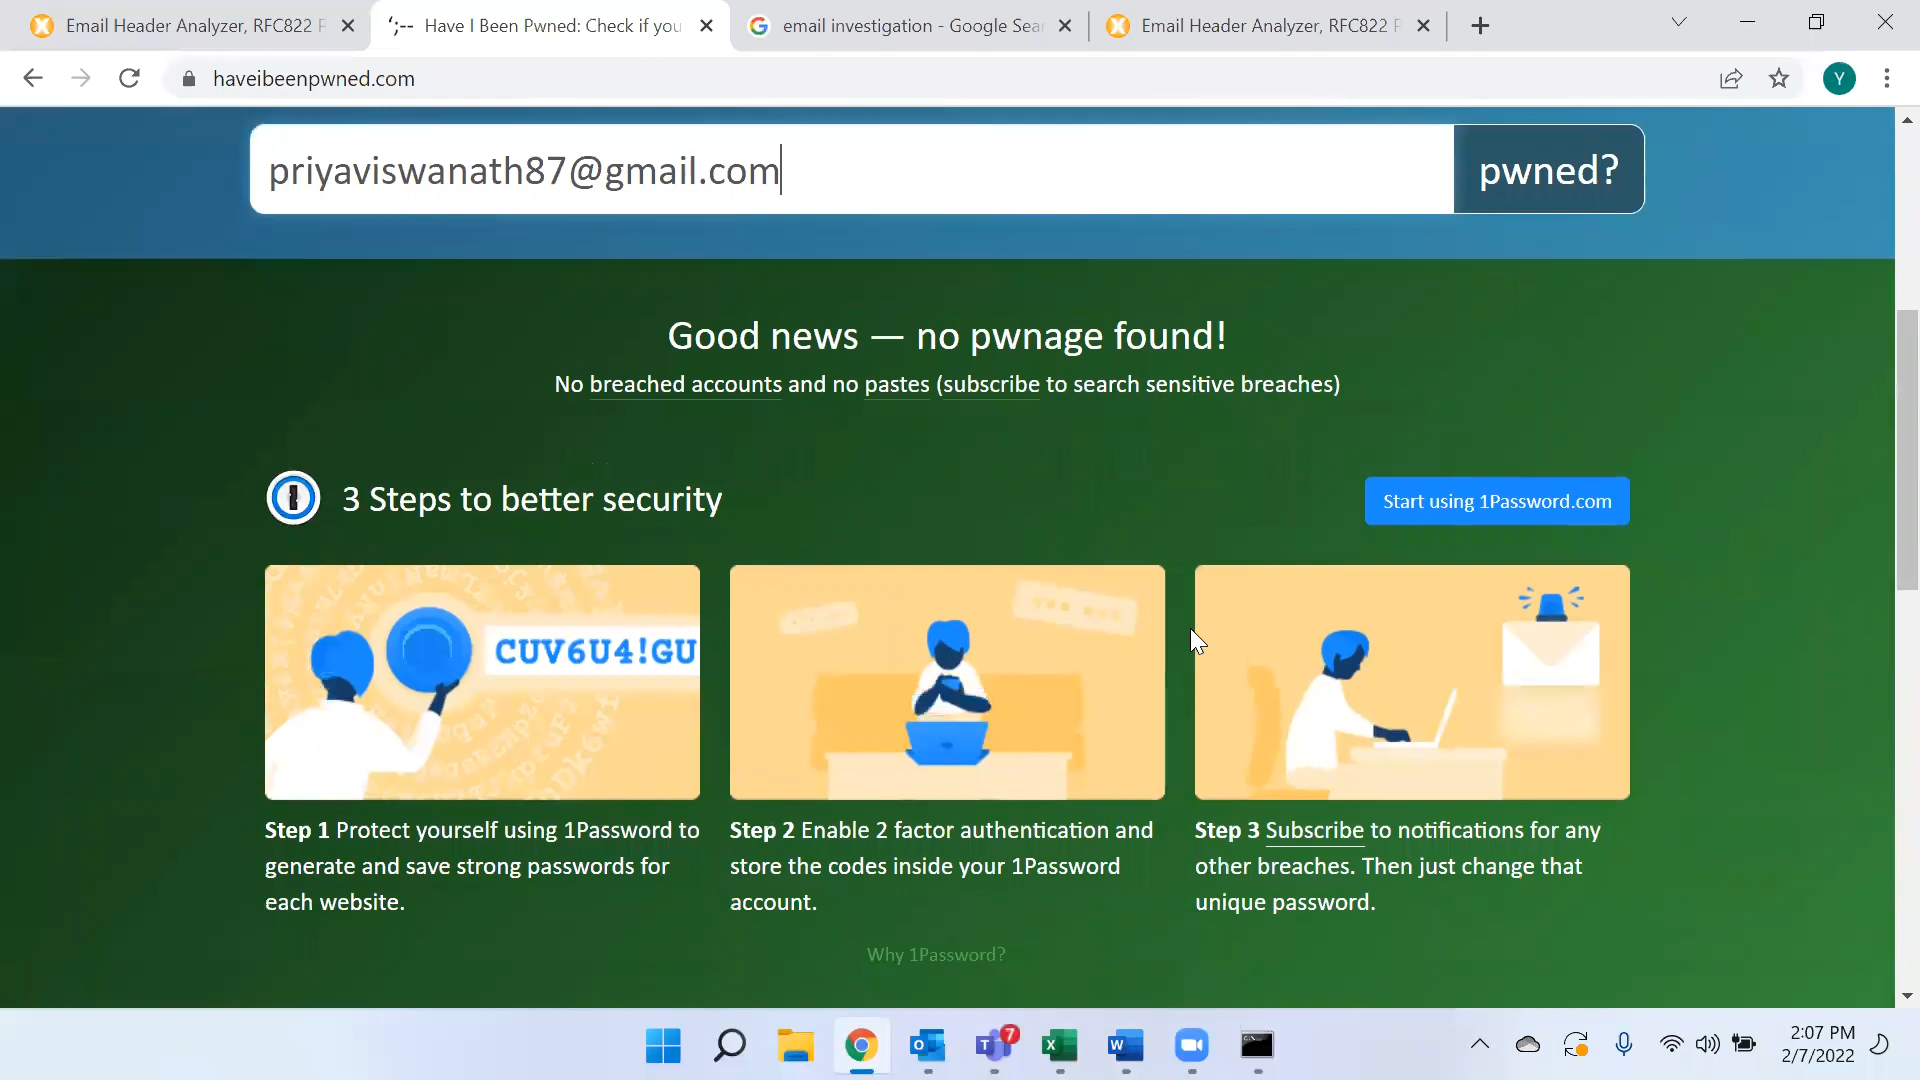 Email Header Analyzer, RFC822 P
';-- Have I Been Pwned: Check if you
email investigation - Google Sear
Email Header Analyzer, RFC822 P
haveibeenpwned.com
Y
priyaviswanath87@gmail.com
pwned?
Good news — no pwnage found!
No breached accounts and no pastes (subscribe to search sensitive breaches)
3 Steps to better security
Start using 1Password.com
CUV6U4!GU
Step 1 Protect yourself using 1Password to
generate and save strong passwords for
each website.
Step 2 Enable 2 factor authentication and
store the codes inside your 1Password
account.
Step 3 Subscribe to notifications for any
other breaches. Then just change that
unique password.
Why 1Password?
7
2:07 PM
2/7/2022